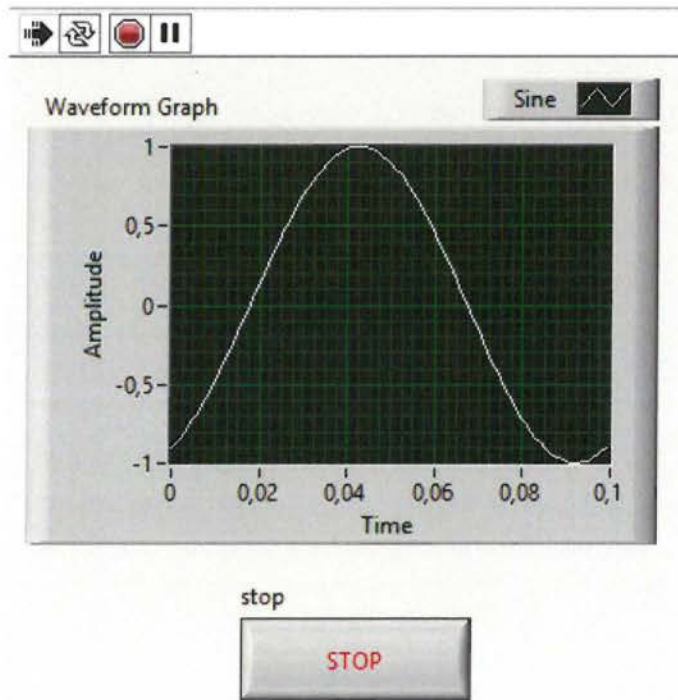 Waveform Graph
Sine
Amplitude
1
0,5
0
-0,5
-1
0
0,02
0,04
0,06
0,08
0,1
Time
stop
STOP